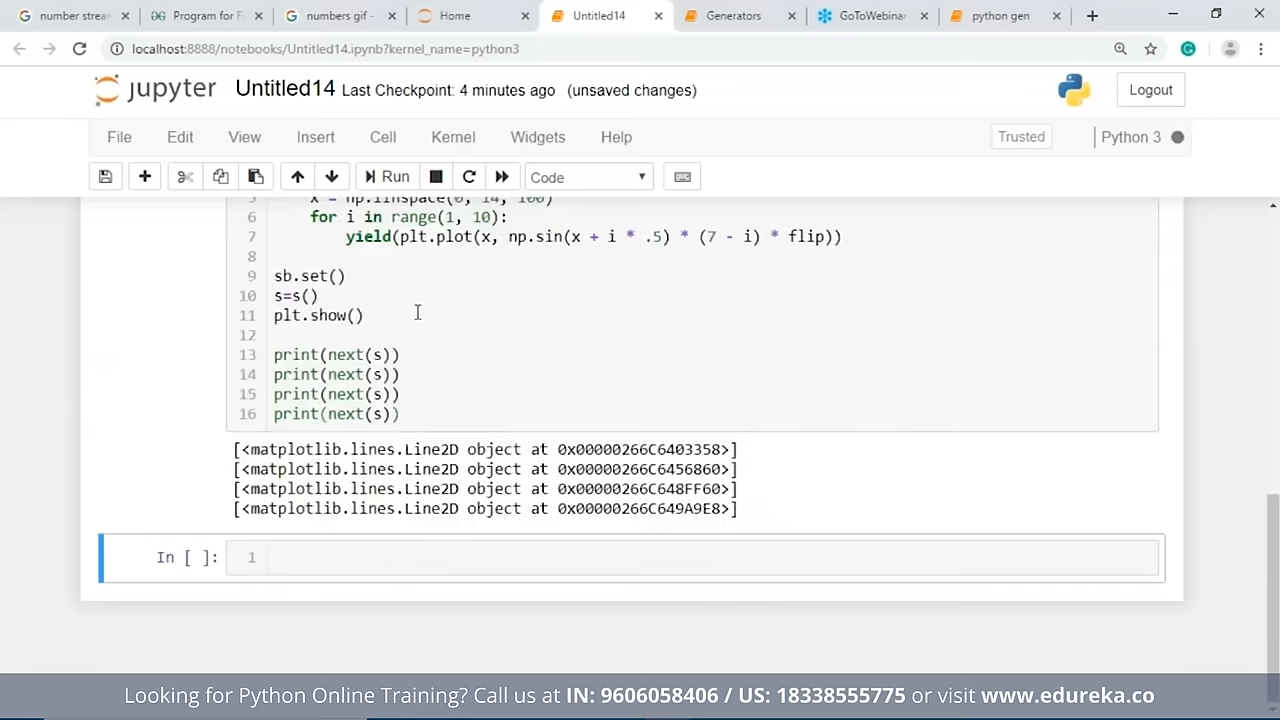 number strea
Program for F
numbers gif -
Home
Untitled14
Generators
GoToWebinar
python gen
localhost:8888/notebooks/Untitled14.ipynb?kernel_name=python3
jupyter Untitled14 Last Checkpoint: 4 minutes ago (unsaved changes)
Logout
File Edit View Insert Cell Kernel Widgets Help
Trusted
Python 3
Run
Code
5 x = np.linspace(0, 14, 100)
6 for i in range(1, 10):
7 yield(plt.plot(x, np.sin(x + i * .5) * (7 - i) * flip))
8
9 sb.set()
10 s=s()
11 plt.show()
12
13 print(next(s))
14 print(next(s))
15 print(next(s))
16 print(next(s))
[<matplotlib.lines.Line2D object at 0x00000266C6403358>]
[<matplotlib.lines.Line2D object at 0x00000266C6456860>]
[<matplotlib.lines.Line2D object at 0x00000266C648FF60>]
[<matplotlib.lines.Line2D object at 0x00000266C649A9E8>]
In [ ]: 1
Looking for Python Online Training? Call us at IN: 9606058406 / US: 18338555775 or visit www.edureka.co